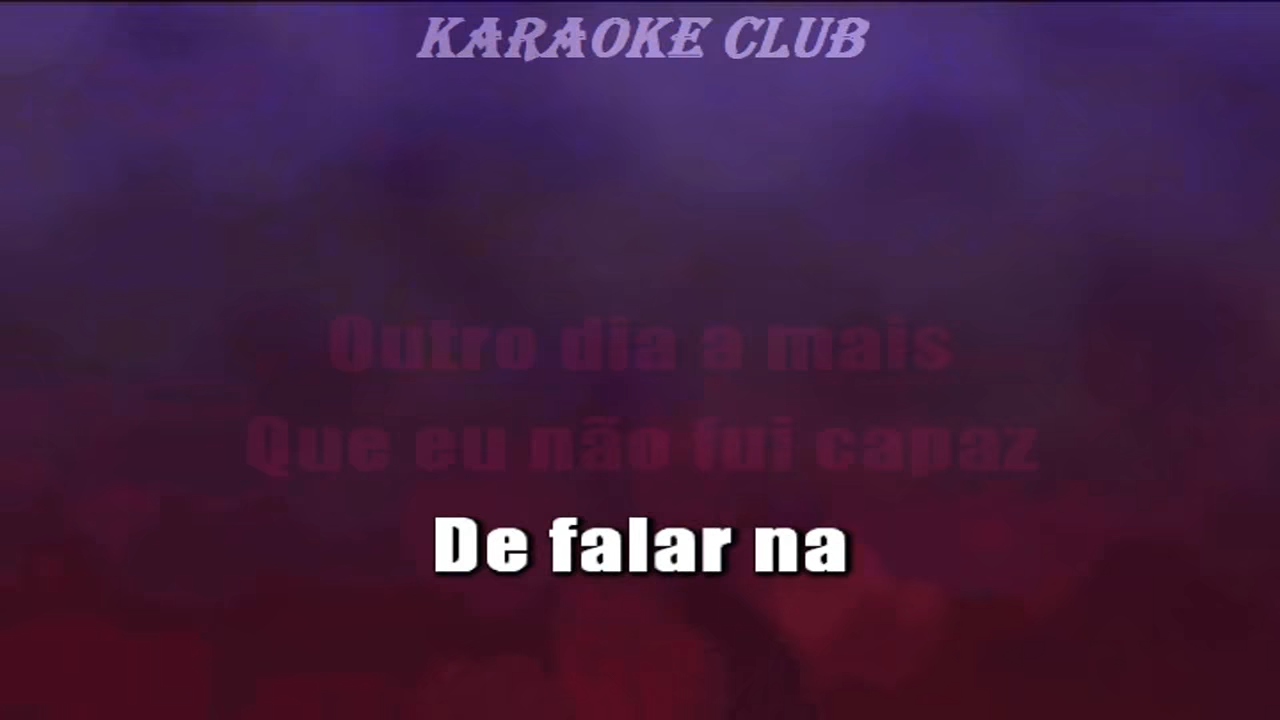 KARAOKE CLUB
Outro dia a mais
Que eu não fui capaz
De falar na